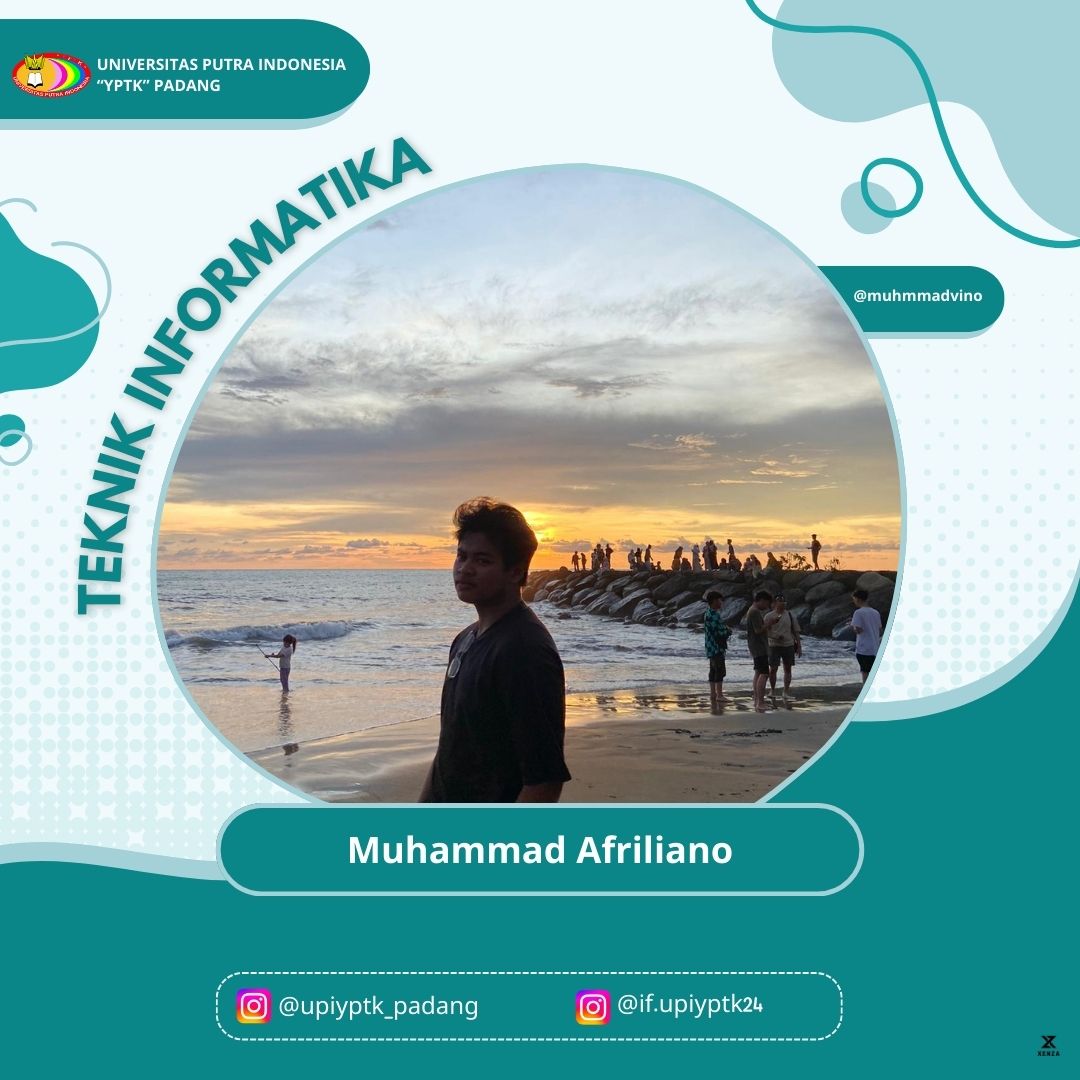 UNIVERSITAS PUTRA INDONESIA
“YPTK” PADANG
TEKNIK INFORMATIKA
@muhmmadvino
Muhammad Afriliano
@upiyptk_padang
@if.upiyptk24
XENZA